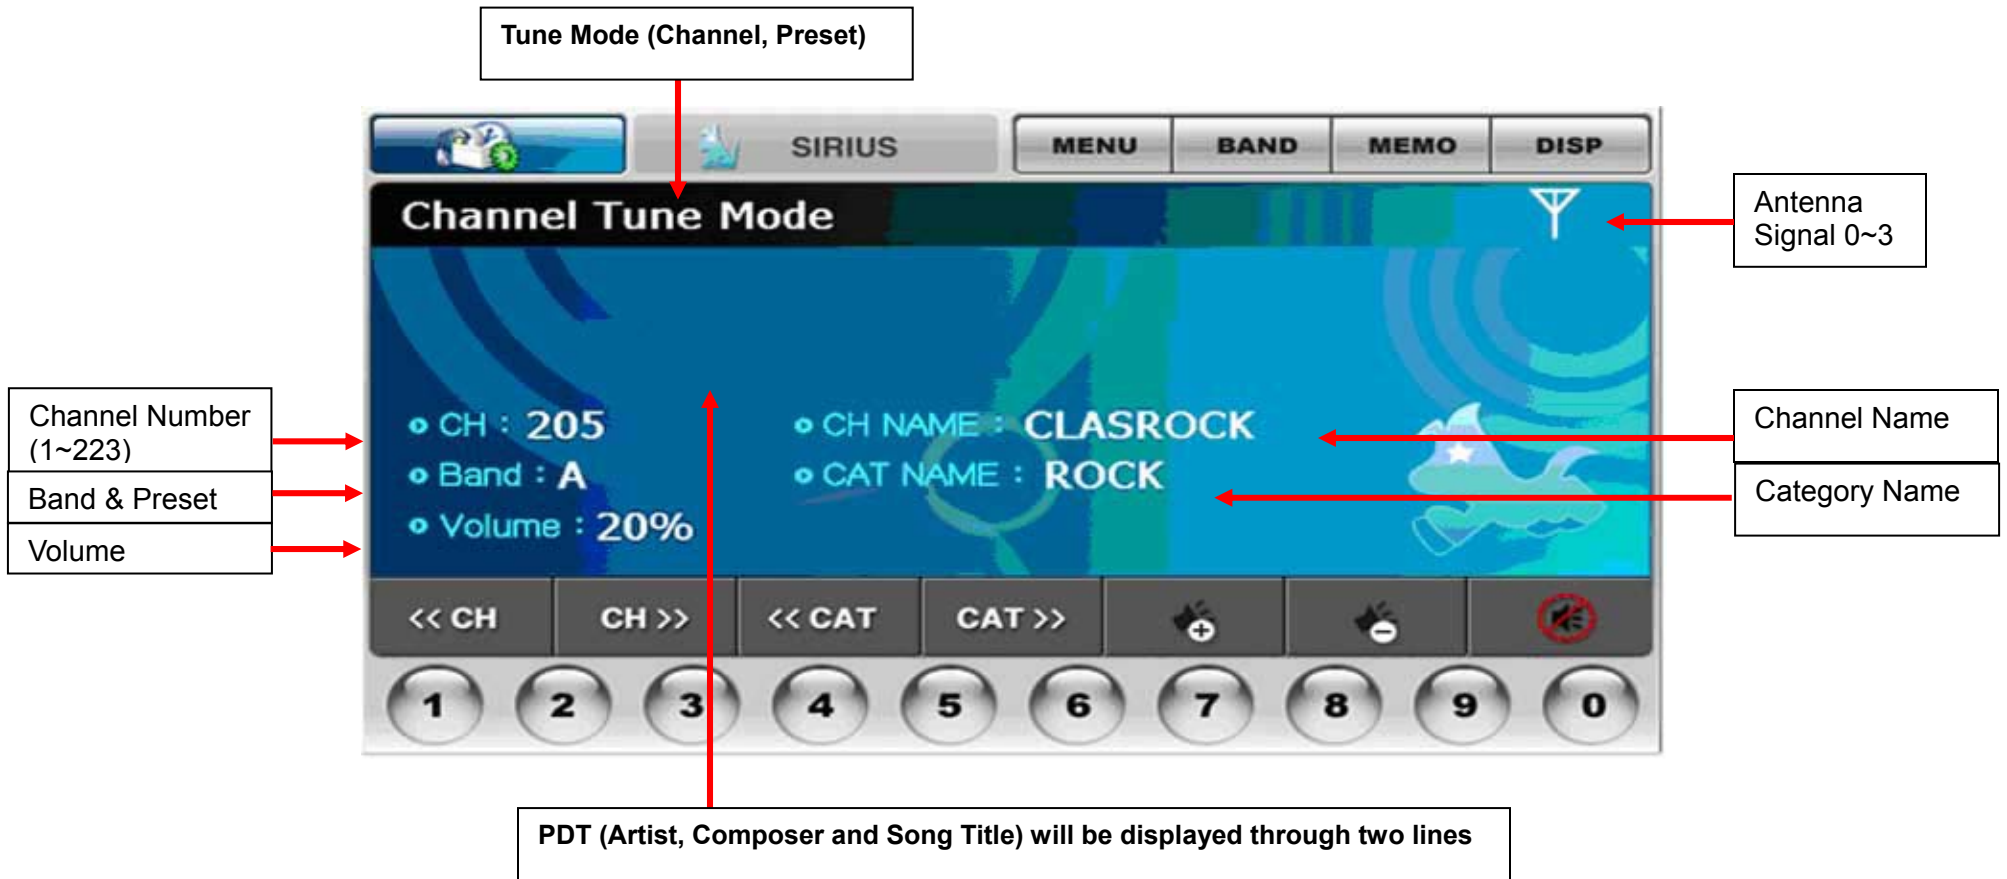 Tune Mode (Channel, Preset)
SIRIUS
MENU
BAND
MEMO
DISP
Channel Tune Mode
Antenna
Signal 0~3
Channel Number
(1~223)
Band & Preset
Volume
CH : 205
Band : A
Volume : 20%
CH NAME : CLASROCK
CAT NAME : ROCK
Channel Name
Category Name
<< CH
CH >>
<< CAT
CAT >>
1 2 3 4 5 6 7 8 9 0
PDT (Artist, Composer and Song Title) will be displayed through two lines